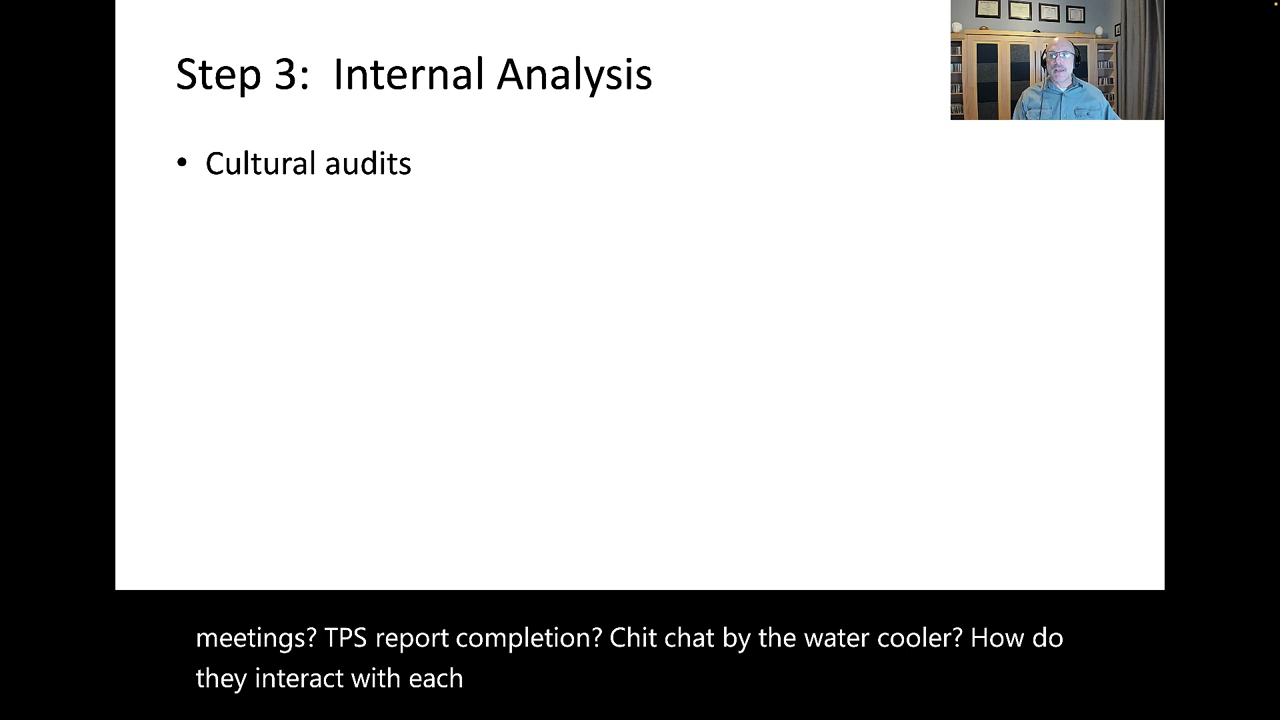 Step 3:  Internal Analysis
• Cultural audits
meetings? TPS report completion? Chit chat by the water cooler? How do
they interact with each